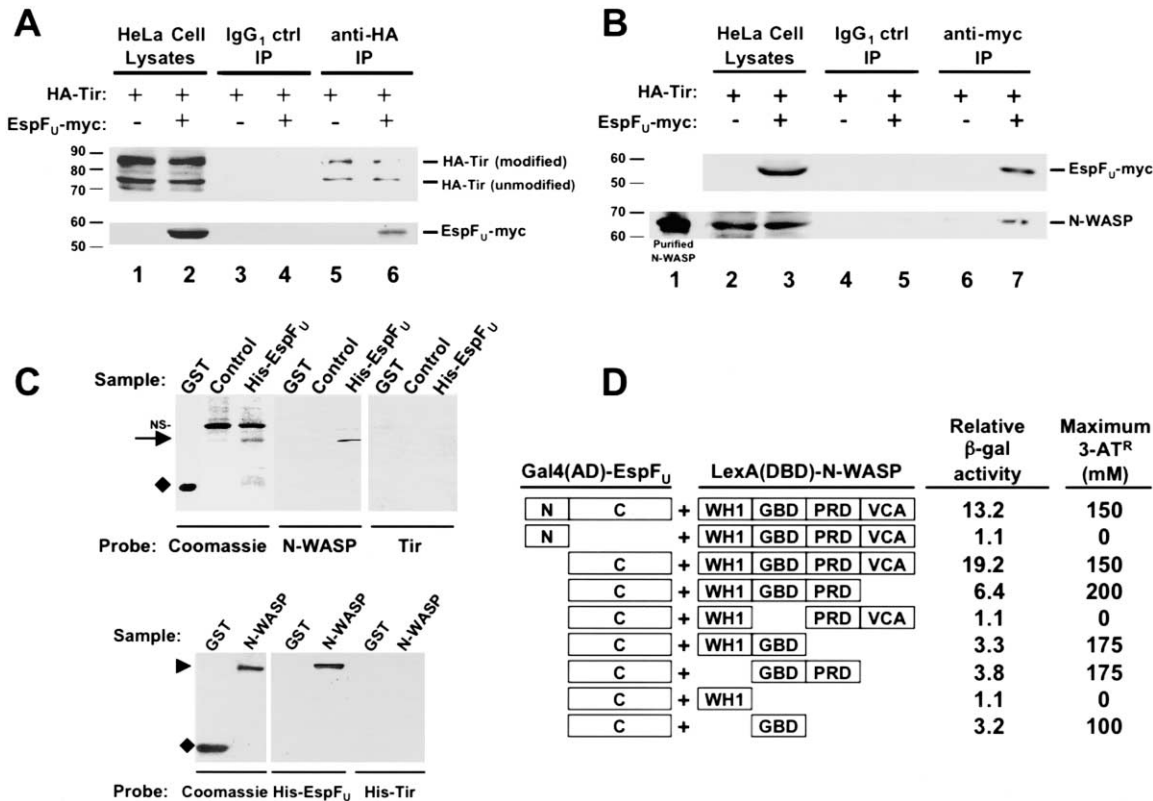 A
HeLa Cell Lysates
IgG1 ctrl IP
anti-HA IP
HA-Tir: + + + + + +
EspFU-myc: - + - + - +
90
80
70
HA-Tir (modified)
HA-Tir (unmodified)
60
50
EspFU-myc
1 2 3 4 5 6
B
HeLa Cell Lysates
IgG1 ctrl IP
anti-myc IP
HA-Tir: + + + + + +
EspFU-myc: - + - + - +
60
50
EspFU-myc
70
60
N-WASP
Purified N-WASP
1 2 3 4 5 6 7
C
Sample: GST Control His-EspFU GST Control His-EspFU GST Control His-EspFU
NS-
Probe: Coomassie N-WASP Tir
Sample: GST N-WASP GST N-WASP GST N-WASP
Probe: Coomassie His-EspFU His-Tir
D
Gal4(AD)-EspFU LexA(DBD)-N-WASP Relative β-gal activity Maximum 3-ATR (mM)
N C + WH1 GBD PRD VCA 13.2 150
N + WH1 GBD PRD VCA 1.1 0
C + WH1 GBD PRD VCA 19.2 150
C + WH1 GBD PRD 6.4 200
C + WH1 PRD VCA 1.1 0
C + WH1 GBD 3.3 175
C + GBD PRD 3.8 175
C + WH1 1.1 0
C + GBD 3.2 100